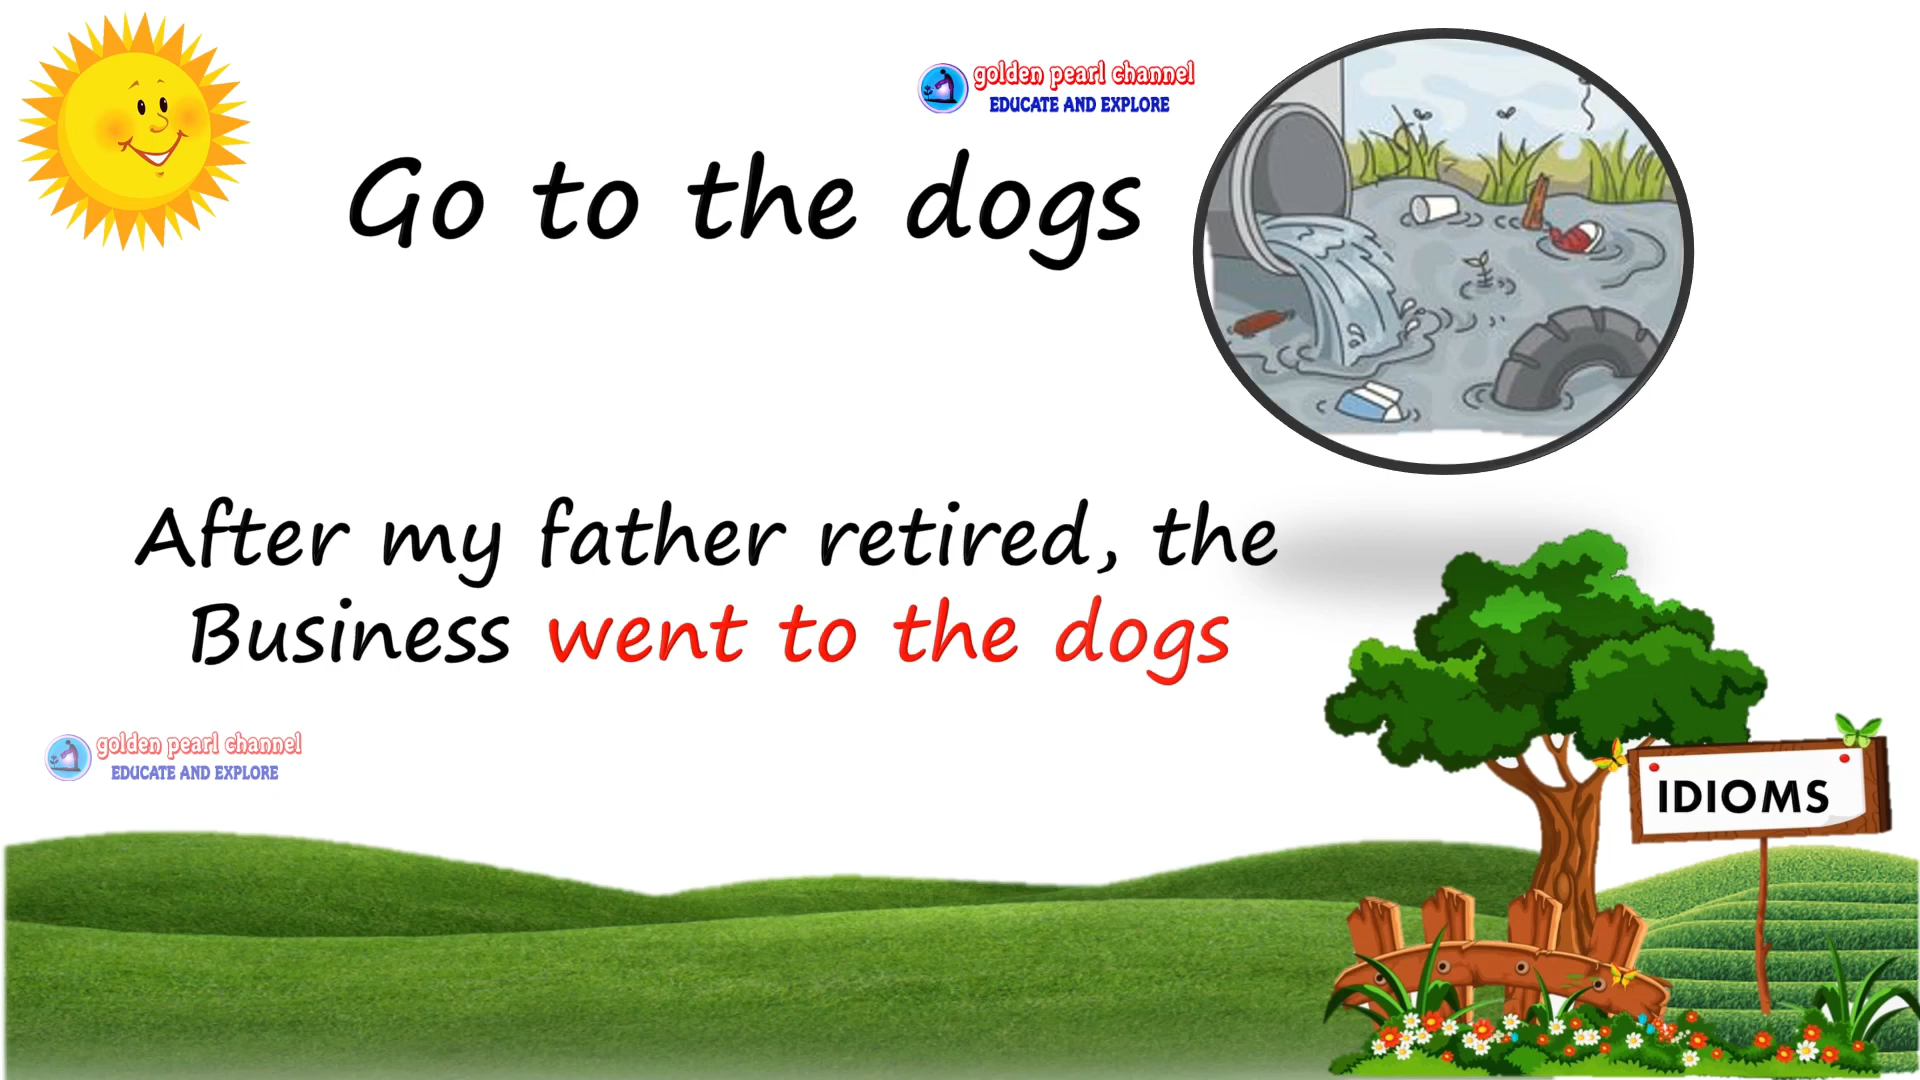 golden pearl channel
EDUCATE AND EXPLORE
Go to the dogs
After my father retired, the
Business went to the dogs
golden pearl channel
EDUCATE AND EXPLORE
IDIOMS